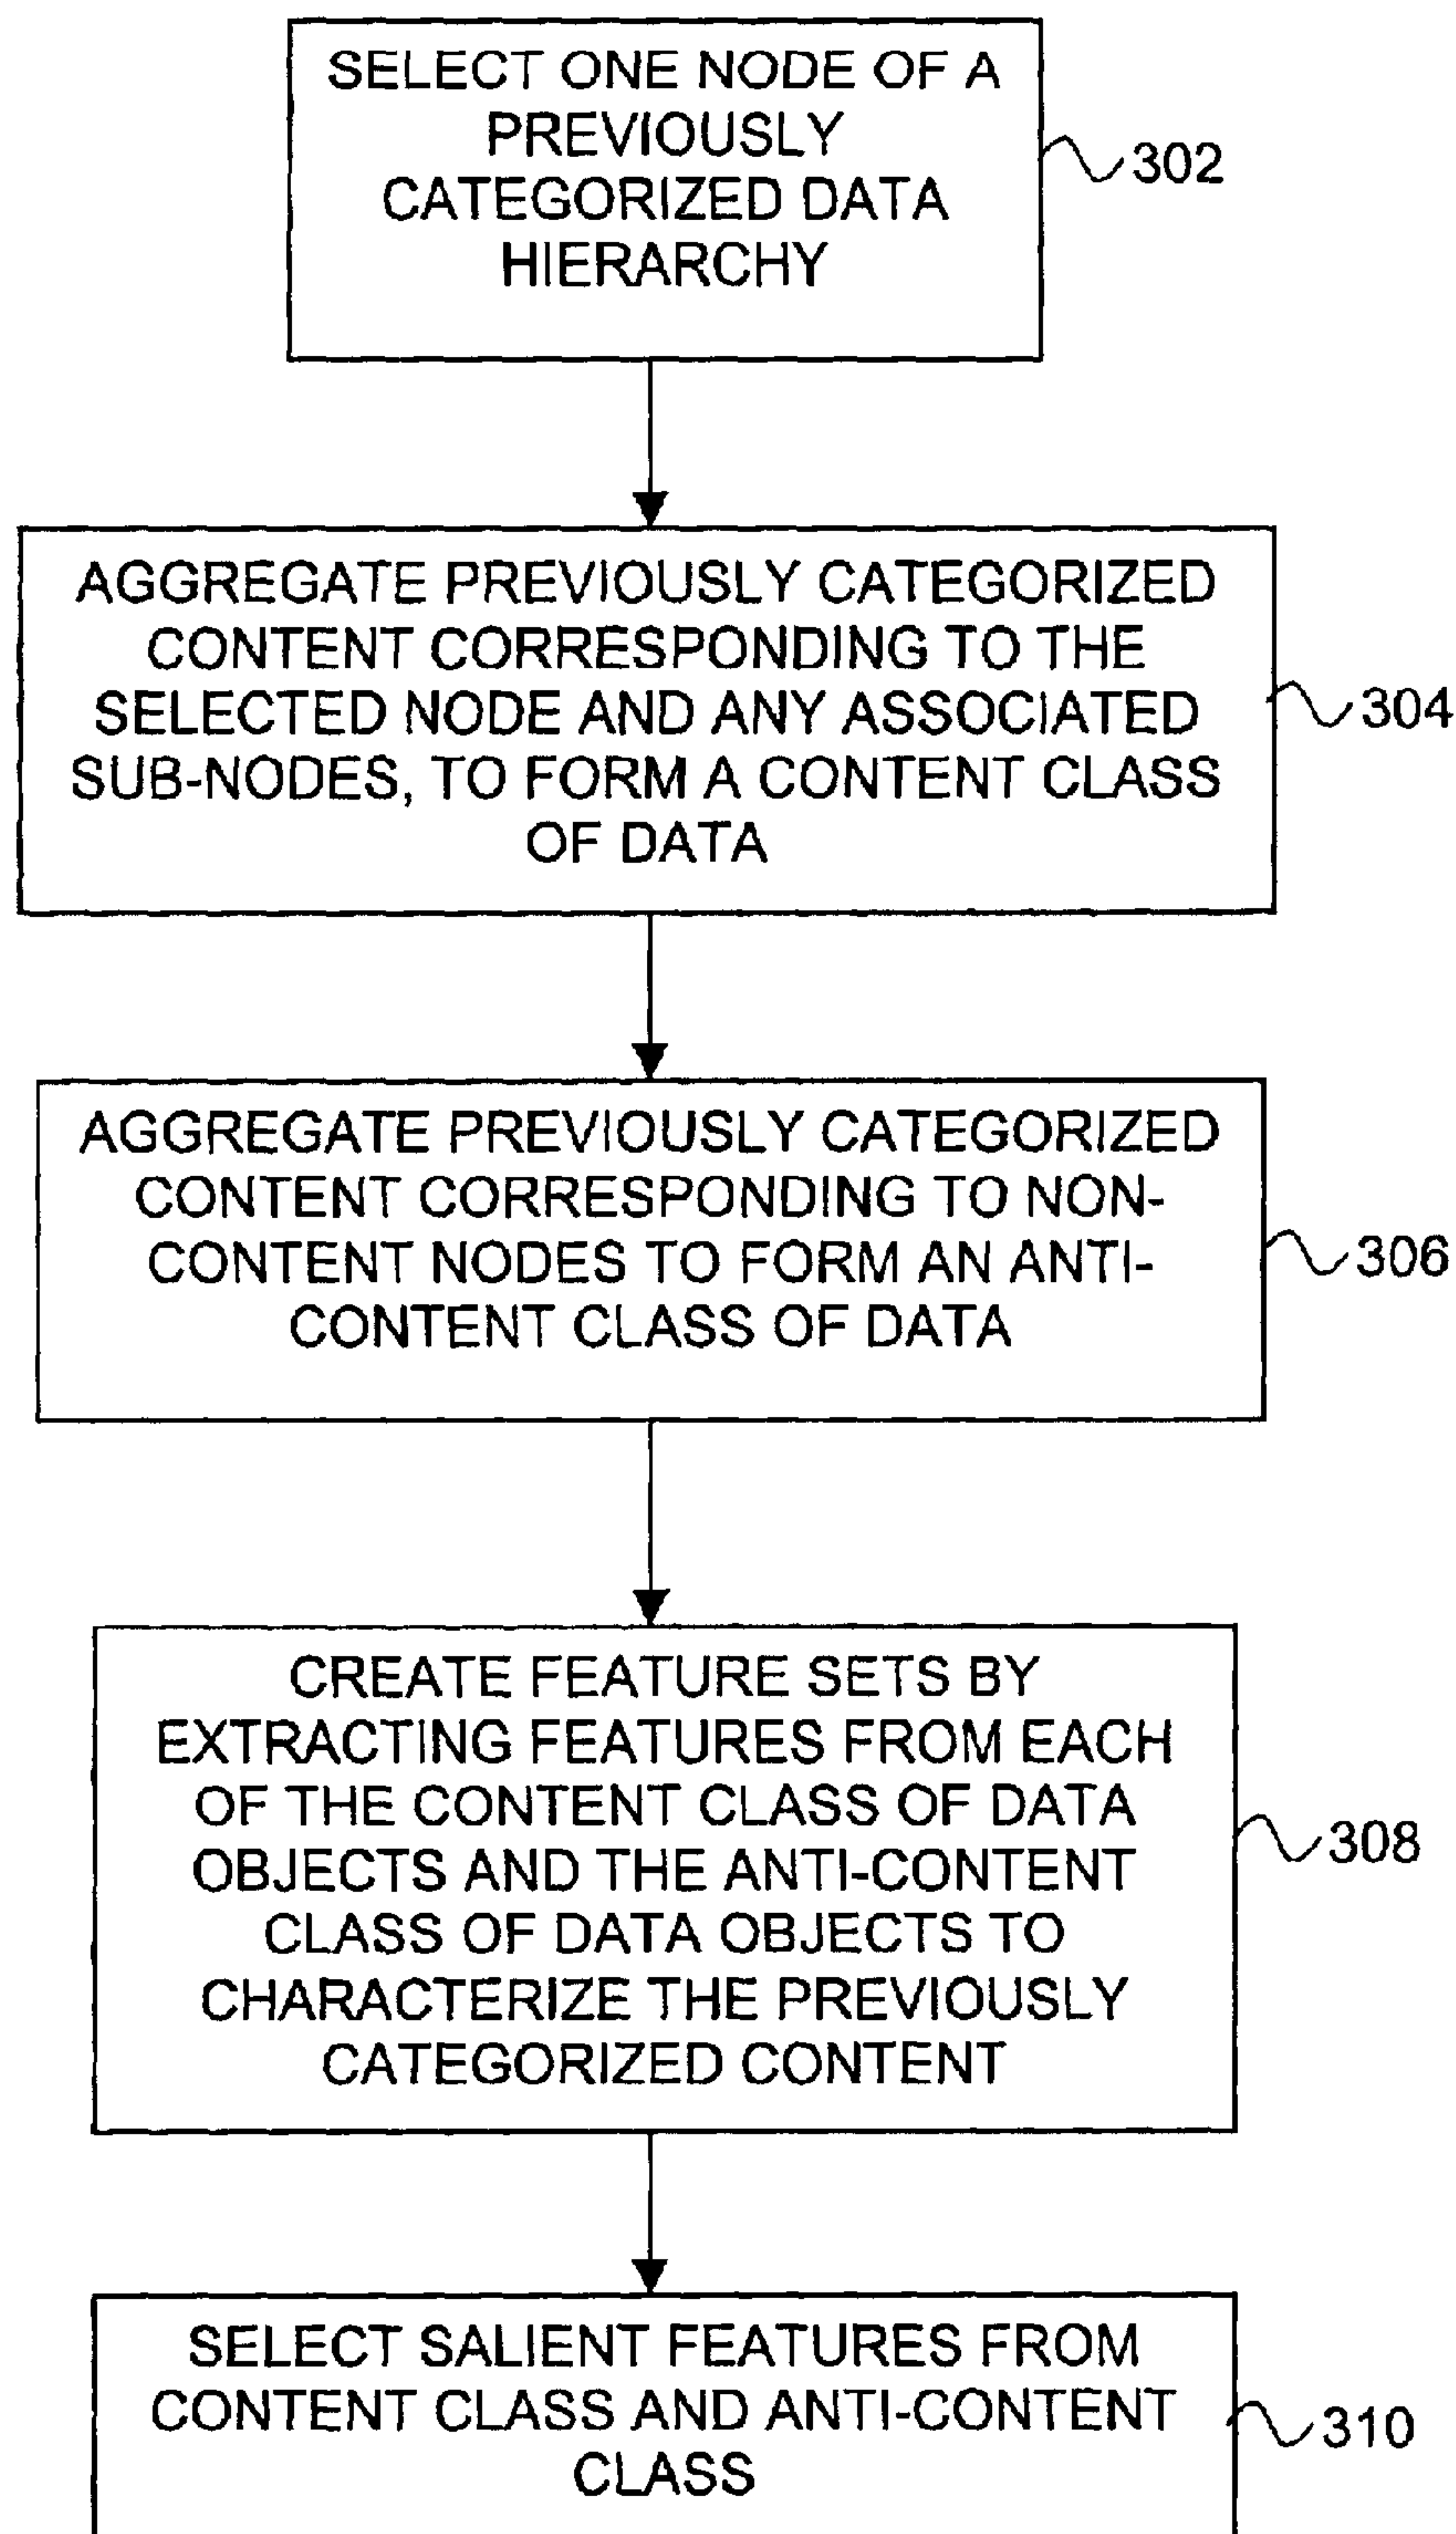 SELECT ONE NODE OF A
PREVIOUSLY
CATEGORIZED DATA
HIERARCHY
302
AGGREGATE PREVIOUSLY CATEGORIZED
CONTENT CORRESPONDING TO THE
SELECTED NODE AND ANY ASSOCIATED
SUB-NODES, TO FORM A CONTENT CLASS
OF DATA
304
AGGREGATE PREVIOUSLY CATEGORIZED
CONTENT CORRESPONDING TO NON-
CONTENT NODES TO FORM AN ANTI-
CONTENT CLASS OF DATA
306
CREATE FEATURE SETS BY
EXTRACTING FEATURES FROM EACH
OF THE CONTENT CLASS OF DATA
OBJECTS AND THE ANTI-CONTENT
CLASS OF DATA OBJECTS TO
CHARACTERIZE THE PREVIOUSLY
CATEGORIZED CONTENT
308
SELECT SALIENT FEATURES FROM
CONTENT CLASS AND ANTI-CONTENT
CLASS
310